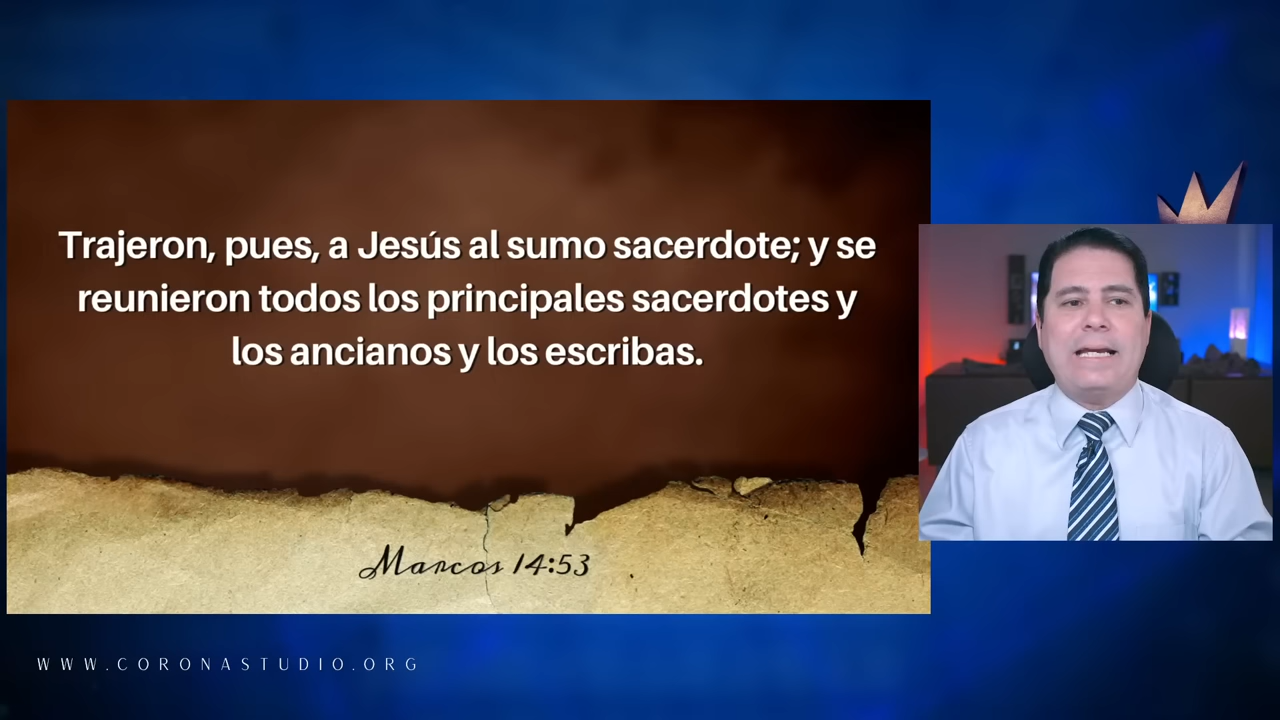 Trajeron, pues, a Jesús al sumo sacerdote; y se
reunieron todos los principales sacerdotes y
los ancianos y los escribas.
Marcos 14:53
WWW.CORONASTUDIO.ORG